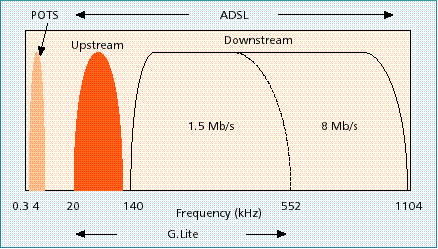 POTS ADSL
Upstream Downstream
1.5 Mb/s 8 Mb/s
0.3 4 20 140 Frequency (kHz) 552 1104
G.Lite